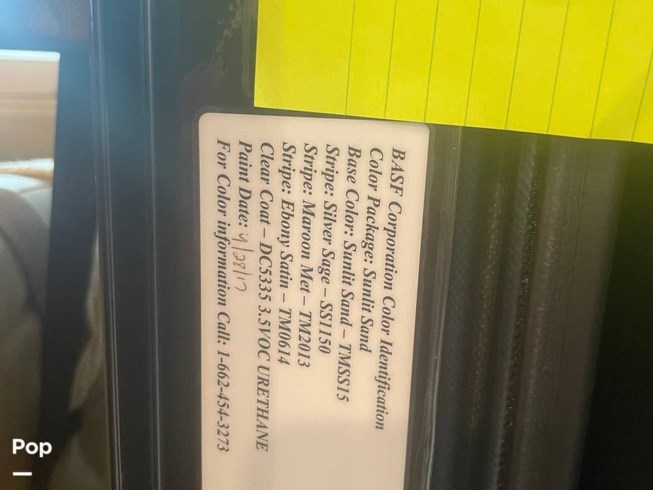 BASF Corporation Color Identification
Color Package: Sunlit Sand
Base Color: Sunlit Sand – TMSS15
Stripe: Silver Sage – SS1150
Stripe: Maroon Met – TM2013
Stripe: Ebony Satin – TM0614
Clear Coat – DC5335 3.5VOC URETHANE
Paint Date: 4/28/17
For Color information Call: 1-662-454-3273
Pop